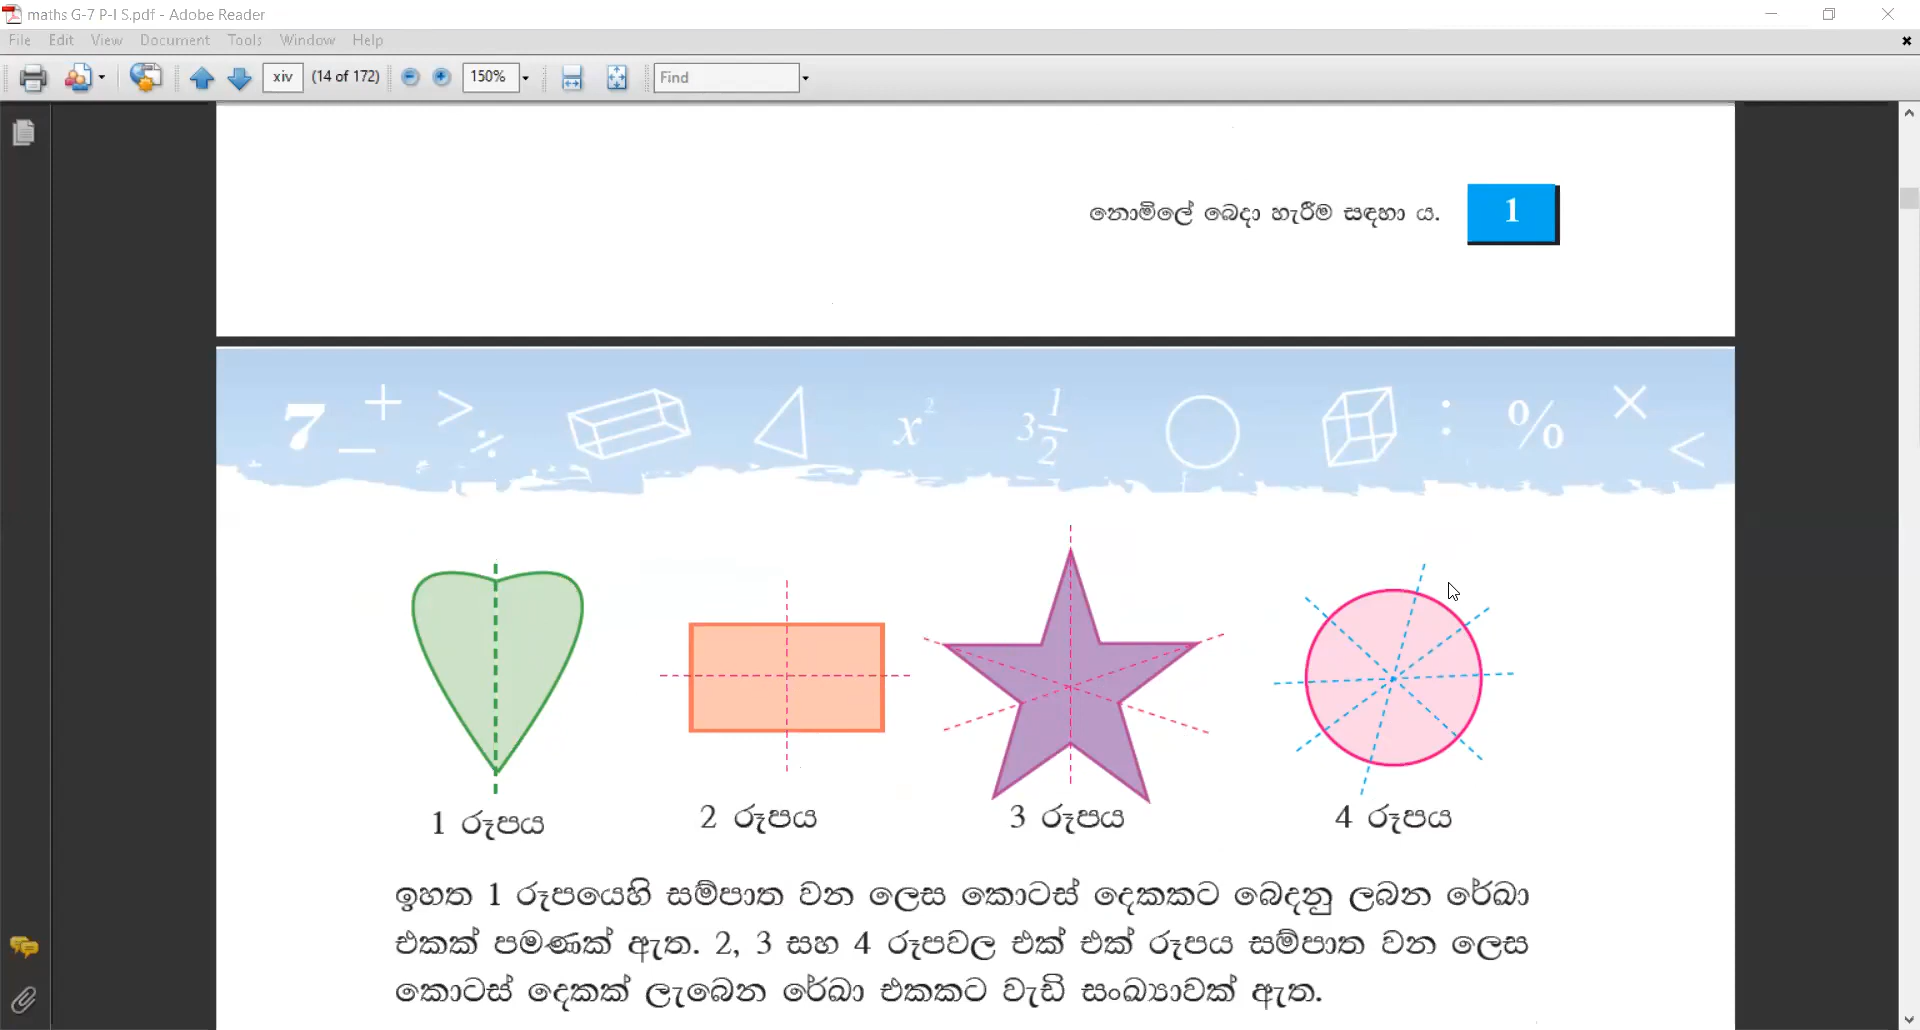 maths G-7 P-I S.pdf - Adobe Reader
File Edit View Document Tools Window Help
xiv (14 of 172) 150% Find
නොමිලේ බෙදා හැරීම සඳහා ය. 1
7 + − > ÷ x² 3 1/2 : % × <
1 රූපය 2 රූපය 3 රූපය 4 රූපය
ඉහත 1 රූපයෙහි සම්පාත වන ලෙස කොටස් දෙකකට බෙදනු ලබන රේඛා
එකක් පමණක් ඇත. 2, 3 සහ 4 රූපවල එක් එක් රූපය සම්පාත වන ලෙස
කොටස් දෙකක් ලැබෙන රේඛා එකකට වැඩි සංඛ්‍යාවක් ඇත.